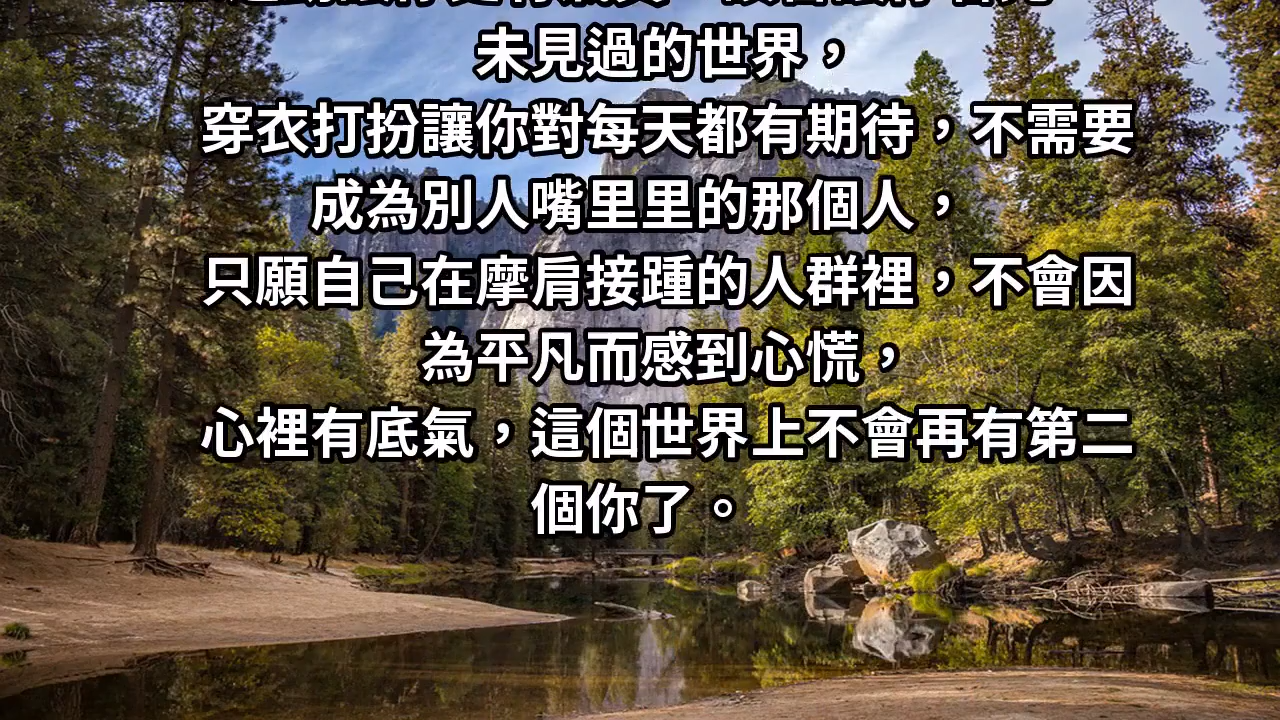 未見過的世界，
穿衣打扮讓你對每天都有期待，不需要
成為別人嘴里里的那個人，
只願自己在摩肩接踵的人群裡，不會因
為平凡而感到心慌，
心裡有底氣，這個世界上不會再有第二
個你了。